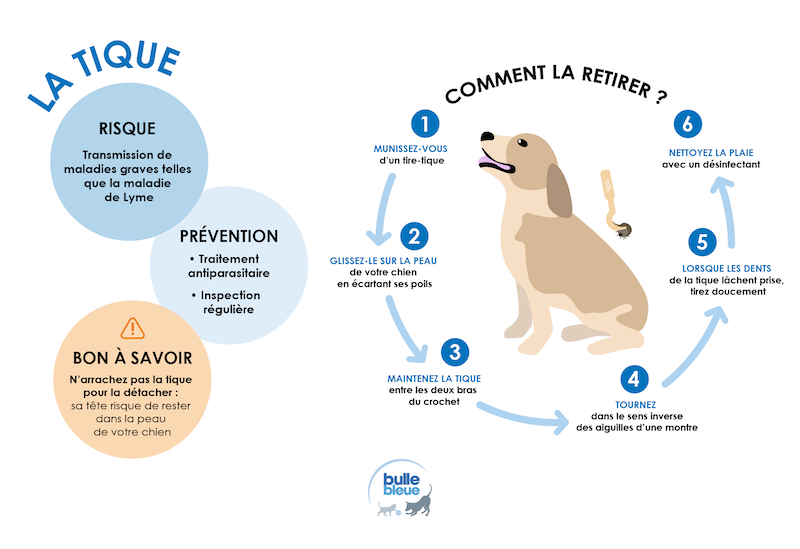 LA TIQUE
RISQUE
Transmission de
maladies graves telles
que la maladie
de Lyme
PRÉVENTION
• Traitement
antiparasitaire
• Inspection
régulière
BON À SAVOIR
N'arrachez pas la tique
pour la détacher :
sa tête risque de rester
dans la peau
de votre chien
COMMENT LA RETIRER ?
1
MUNISSEZ-VOUS
d'un tire-tique
2
GLISSEZ-LE SUR LA PEAU
de votre chien
en écartant ses poils
3
MAINTENEZ LA TIQUE
entre les deux bras
du crochet
4
TOURNEZ
dans le sens inverse
des aiguilles d'une montre
5
LORSQUE LES DENTS
de la tique lâchent prise,
tirez doucement
6
NETTOYEZ LA PLAIE
avec un désinfectant
bulle
bleue